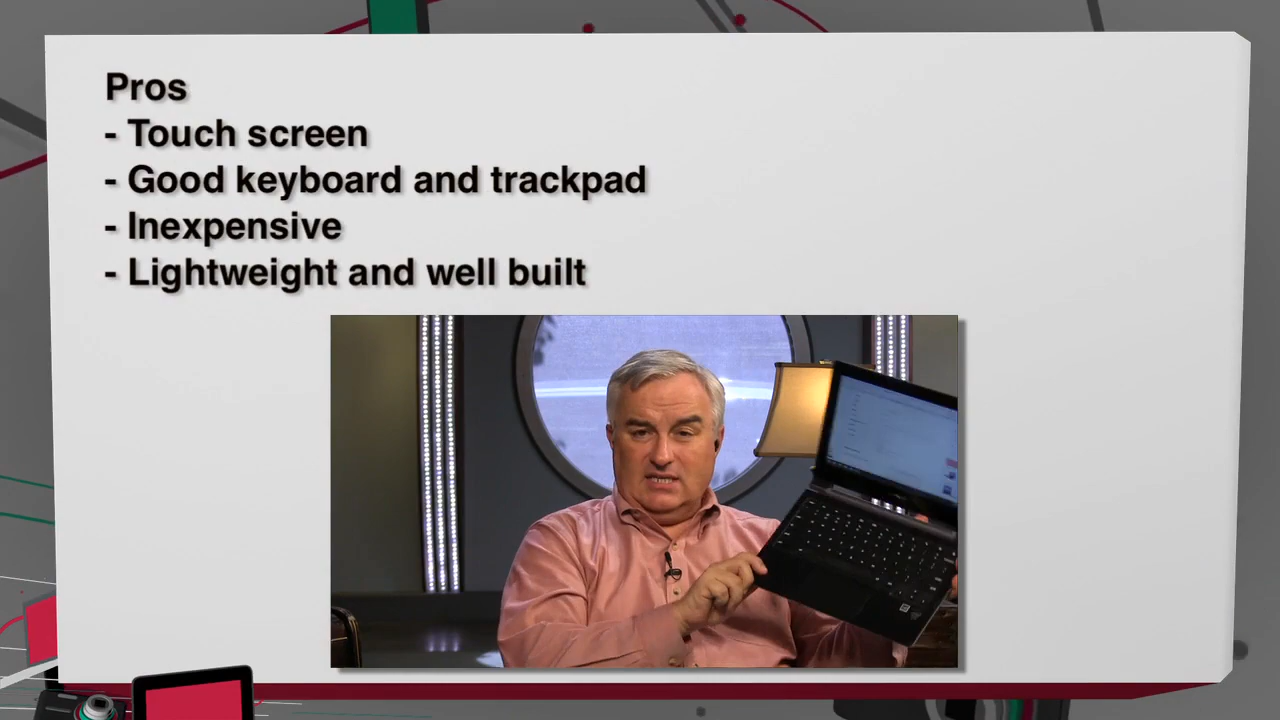 Pros
- Touch screen
- Good keyboard and trackpad
- Inexpensive
- Lightweight and well built